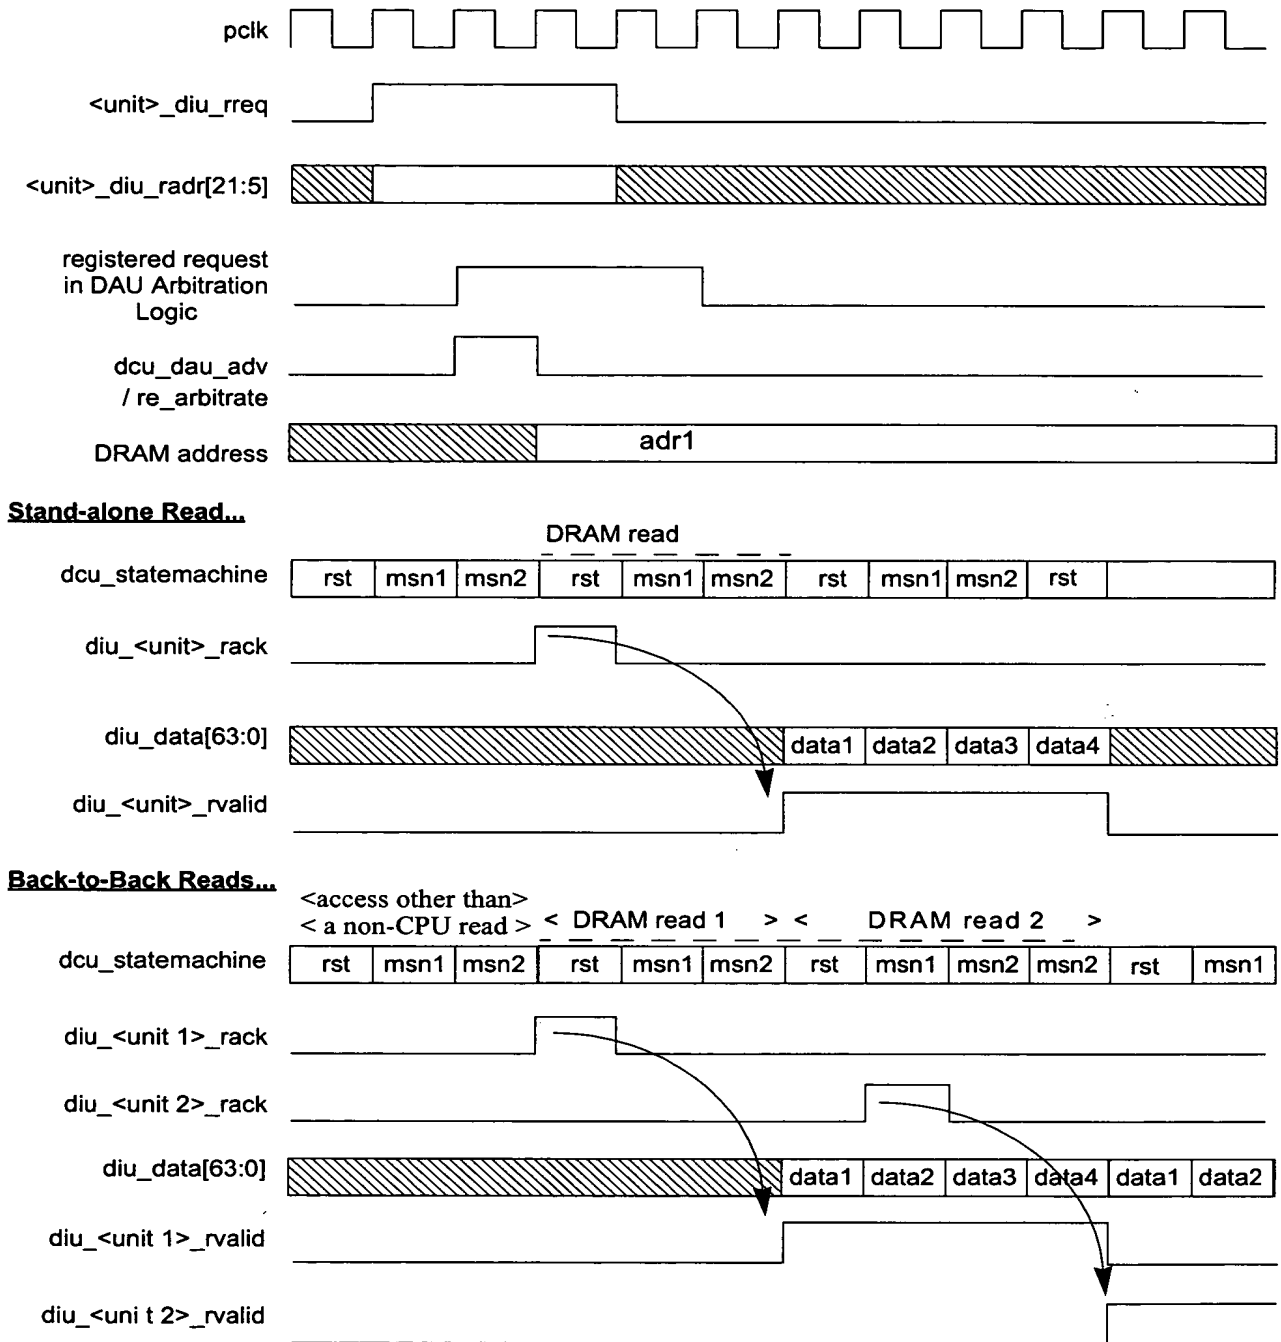 pclk
<unit>_diu_rreq
<unit>_diu_radr[21:5]
registered request
in DAU Arbitration
Logic
dcu_dau_adv
/ re_arbitrate
DRAM address adr1
Stand-alone Read...
DRAM read
dcu_statemachine rst msn1 msn2 rst msn1 msn2 rst msn1 msn2 rst
diu_<unit>_rack
diu_data[63:0] data1 data2 data3 data4
diu_<unit>_rvalid
Back-to-Back Reads...
<access other than>
< a non-CPU read > < DRAM read 1 > < DRAM read 2 >
dcu_statemachine rst msn1 msn2 rst msn1 msn2 rst msn1 msn2 msn2 rst msn1
diu_<unit 1>_rack
diu_<unit 2>_rack
diu_data[63:0] data1 data2 data3 data4 data1 data2
diu_<unit 1>_rvalid
diu_<uni t 2>_rvalid